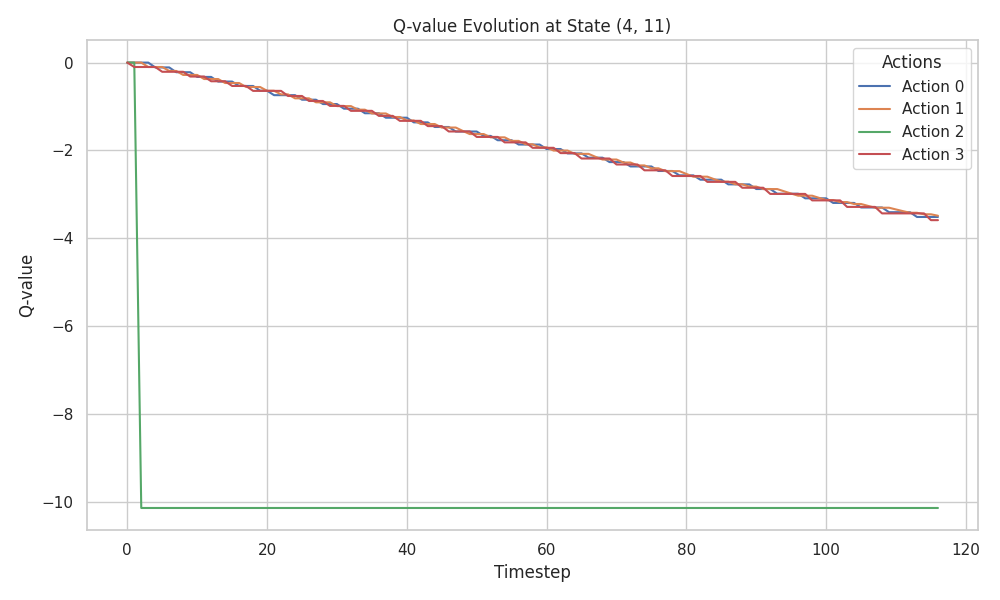 Q-value Evolution at State (4, 11)
Actions
Action 0
Action 1
Action 2
Action 3
Q-value
0
−2
−4
−6
−8
−10
0 20 40 60 80 100 120
Timestep